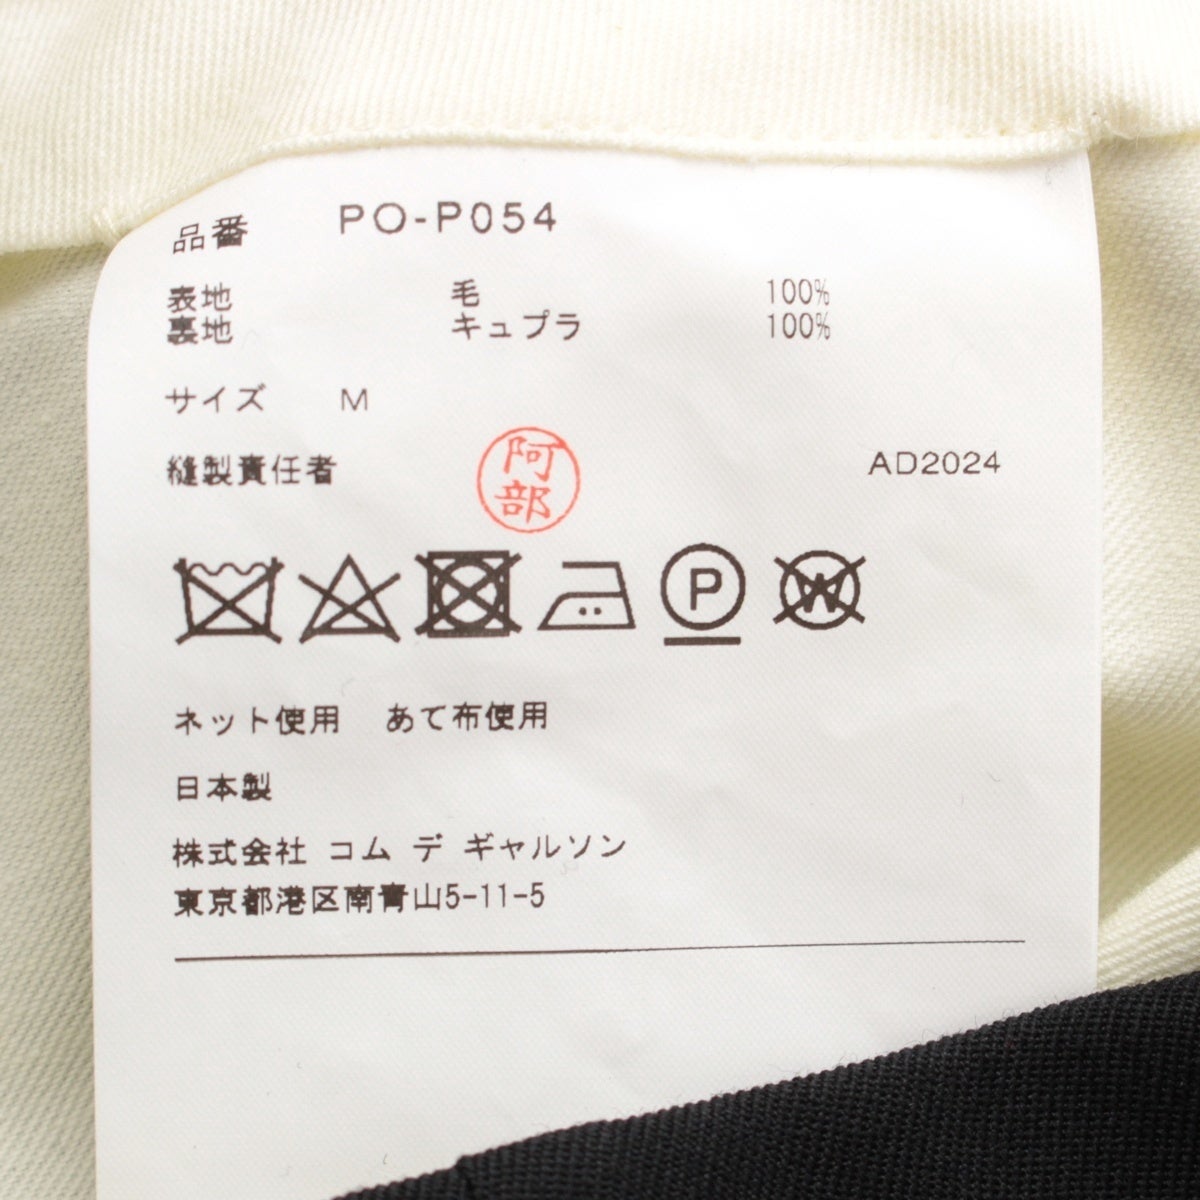 品番 PO-P054
表地 毛 100%
裏地 キュプラ 100%
サイズ M
縫製責任者 阿部 AD2024
P W
ネット使用 あて布使用
日本製
株式会社 コム デ ギャルソン
東京都港区南青山5-11-5